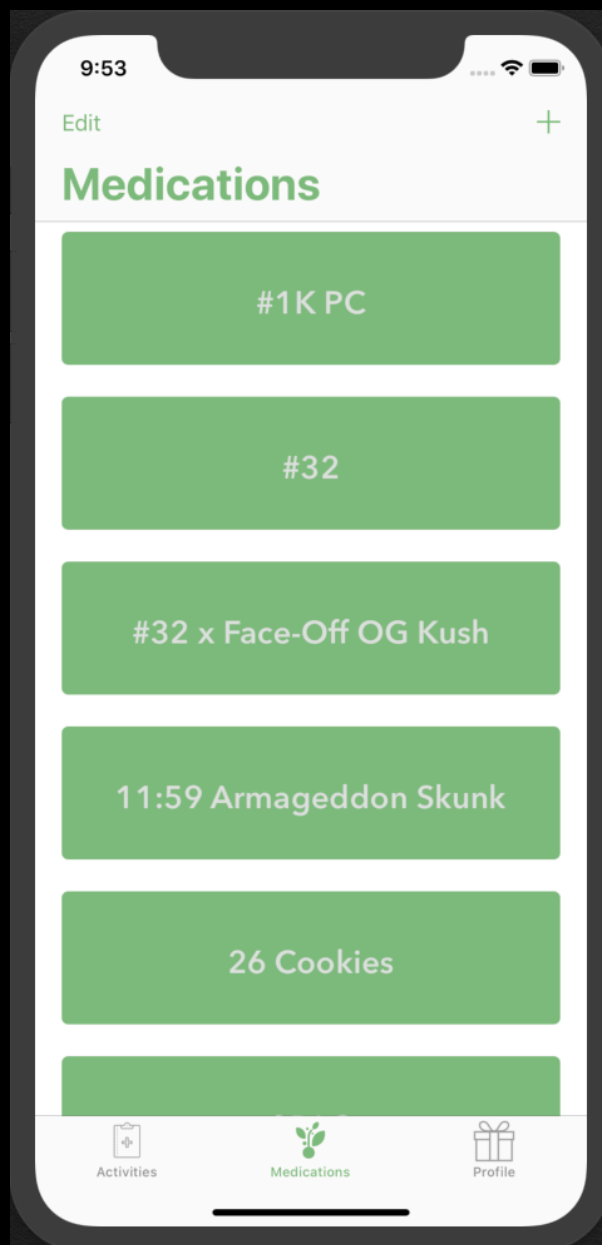 9:53
Edit
Medications
#1K PC
#32
#32 x Face-Off OG Kush
11:59 Armageddon Skunk
26 Cookies
Activities
Medications
Profile